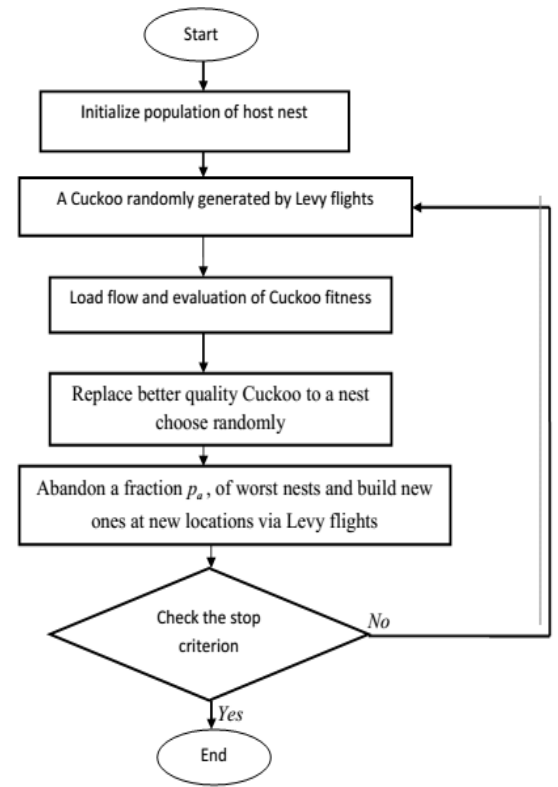 Start
Initialize population of host nest
A Cuckoo randomly generated by Levy flights
Load flow and evaluation of Cuckoo fitness
Replace better quality Cuckoo to a nest
choose randomly
Abandon a fraction pₐ, of worst nests and build new
ones at new locations via Levy flights
Check the stop
criterion
No
Yes
End